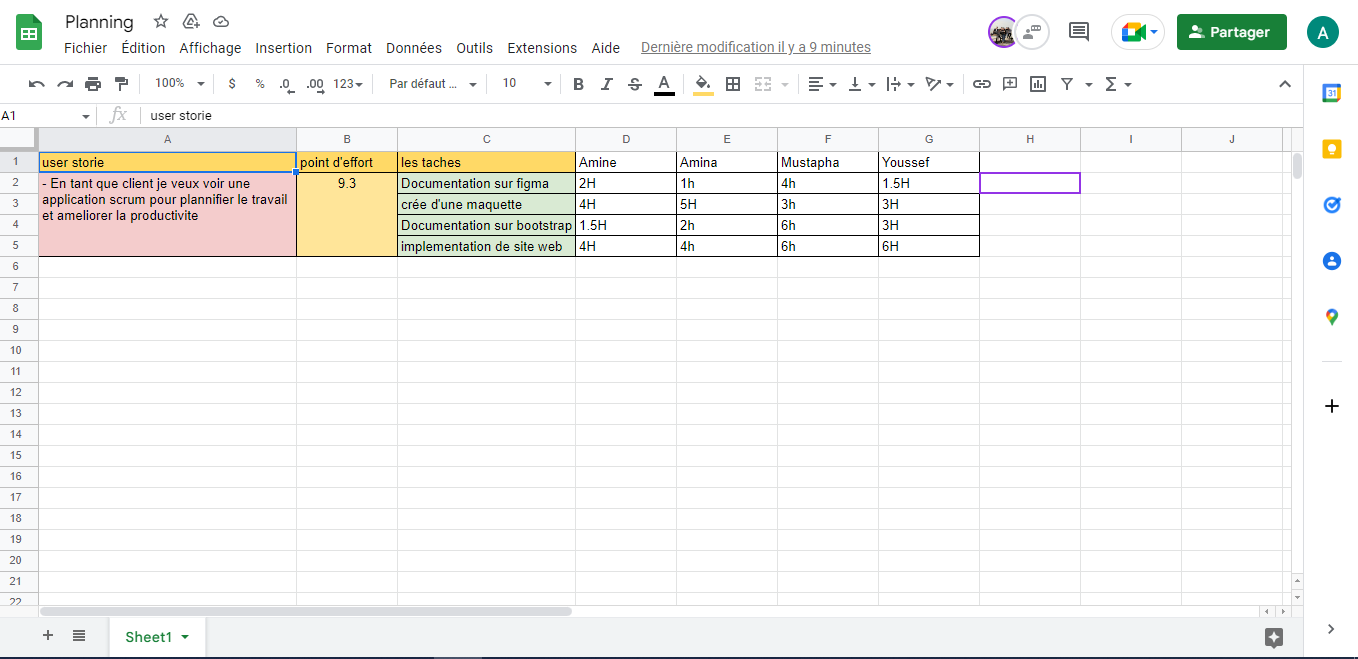 Planning
Fichier Édition Affichage Insertion Format Données Outils Extensions Aide Dernière modification il y a 9 minutes
Partager
A
100% $ % .0 .00 123 Par défaut ... 10 B I S A
31
A1 fx user storie
A B C D E F G H I J
1 user storie point d'effort les taches Amine Amina Mustapha Youssef
2 - En tant que client je veux voir une 9.3 Documentation sur figma 2H 1h 4h 1.5H
application scrum pour plannifier le travail
3 crée d'une maquette 4H 5H 3h 3H
et ameliorer la productivite
4 Documentation sur bootstrap 1.5H 2h 6h 3H
5 implementation de site web 4H 4h 6h 6H
6
7
8
9
10
11
12
13
14
15
16
17
18
19
20
21
22
Sheet1